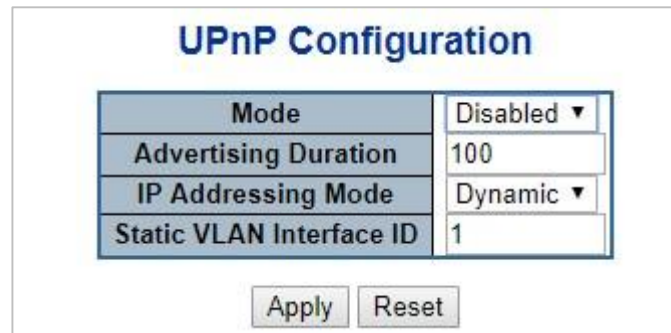 UPnP Configuration
Mode Disabled
Advertising Duration 100
IP Addressing Mode Dynamic
Static VLAN Interface ID 1
Apply Reset